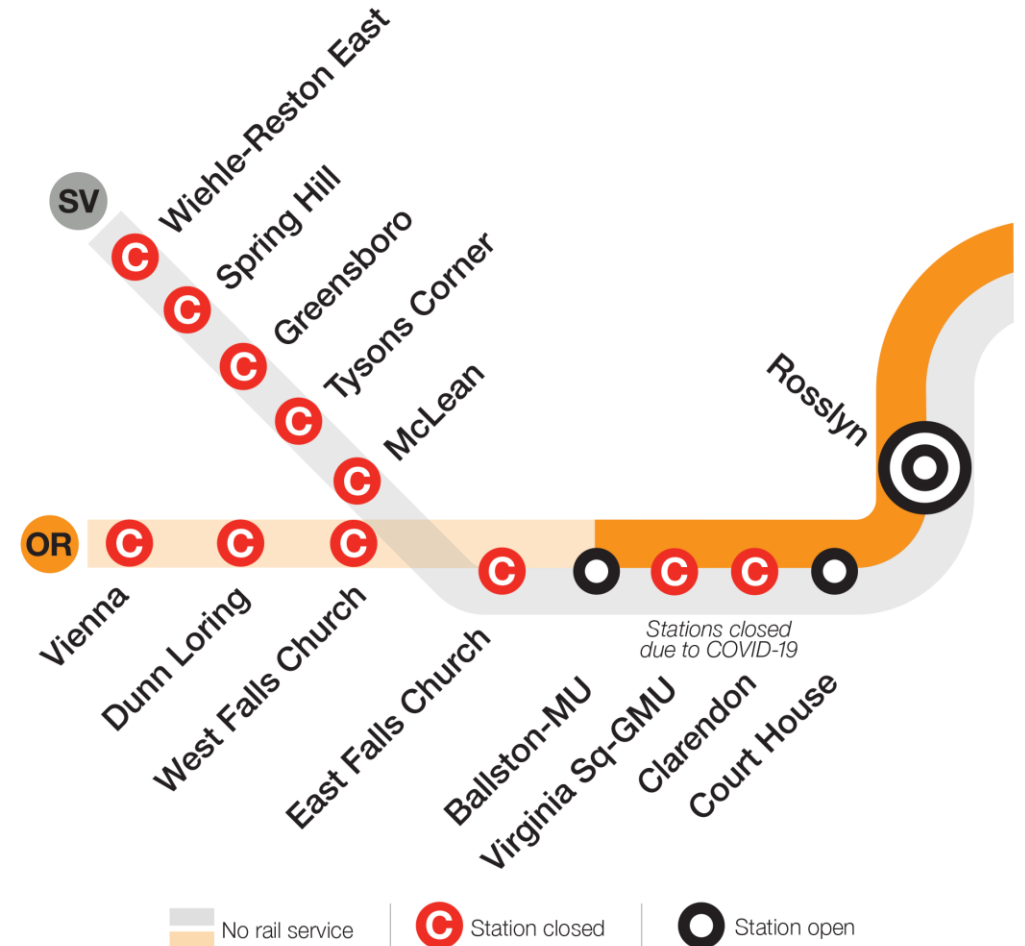 SV
Wiehle-Reston East
C
Spring Hill
C
Greensboro
C
Tysons Corner
C
McLean
C
Rosslyn
OR
C
C
C
C
C
C
Vienna
Dunn Loring
West Falls Church
East Falls Church
Stations closed
due to COVID-19
Ballston-MU
Virginia Sq-GMU
Clarendon
Court House
No rail service
C
Station closed
Station open